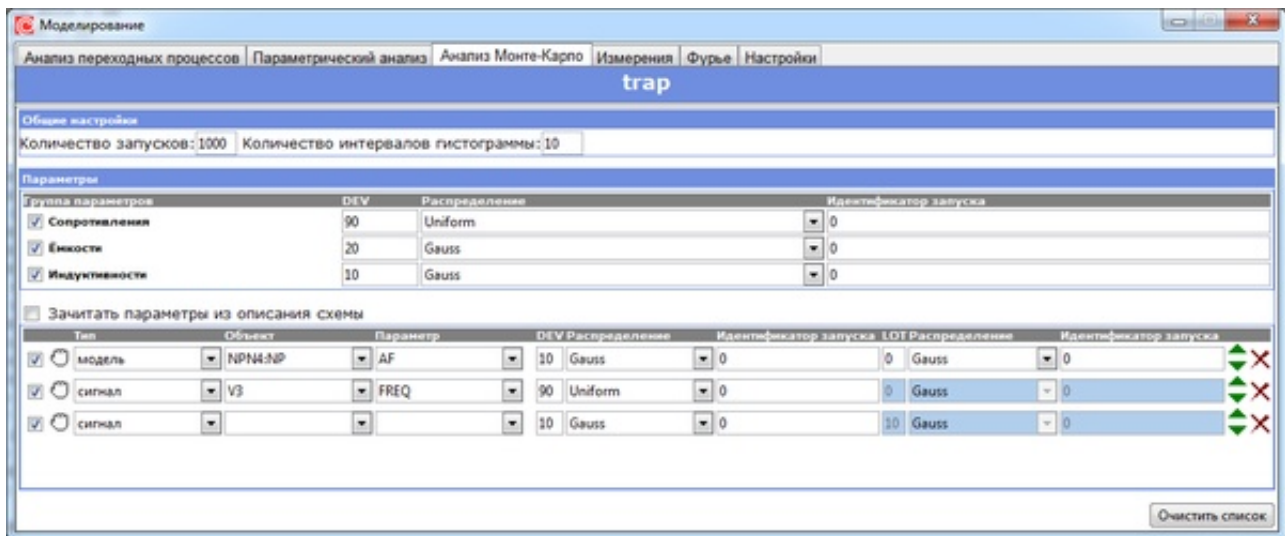 Моделирование
Анализ переходных процессов Параметрический анализ Анализ Монте-Карло Измерения Фурье Настройки
trap
Общие настройки
Количество запусков: 1000 Количество интервалов гистограммы: 10
Параметры
Группа параметров DEV Распределение Идентификатор запуска
Сопротивления 90 Uniform 0
Ёмкости 20 Gauss 0
Индуктивности 10 Gauss 0
Зачитать параметры из описания схемы
Тип Объект Параметр DEV Распределение Идентификатор запуска LOT Распределение Идентификатор запуска
модель NPN4:NP AF 10 Gauss 0 0 Gauss 0
сигнал V3 FREQ 90 Uniform 0 0 Gauss 0
сигнал 10 Gauss 0 10 Gauss 0
Очистить список